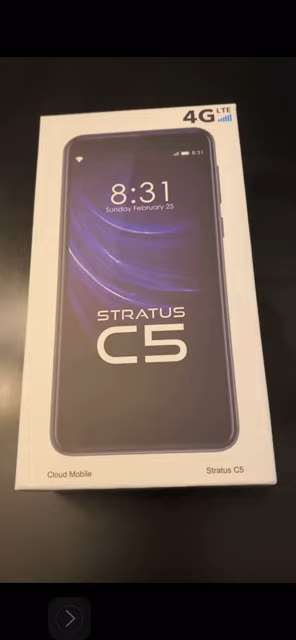 4G LTE
8:31
8:31
Sunday February 25
STRATUS
C5
Cloud Mobile
Stratus C5